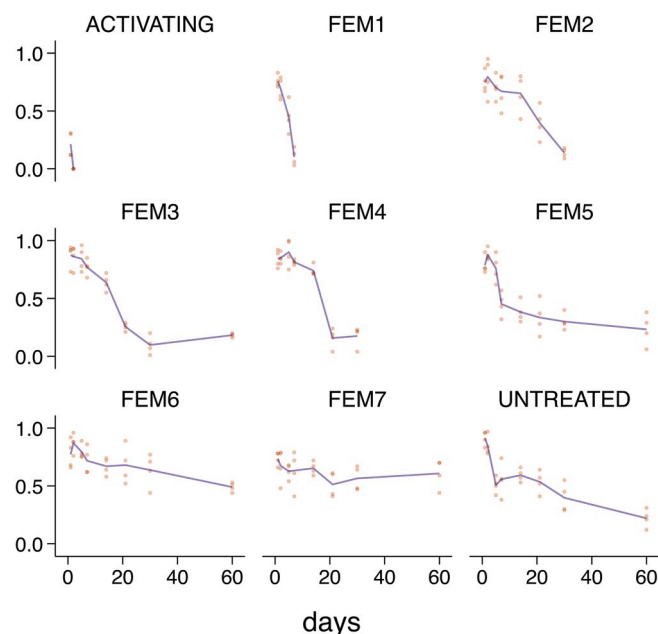 ACTIVATING FEM1 FEM2
1.0
0.5
0.0
FEM3 FEM4 FEM5
1.0
0.5
0.0
FEM6 FEM7 UNTREATED
1.0
0.5
0.0
0 20 40 60 0 20 40 60 0 20 40 60
days